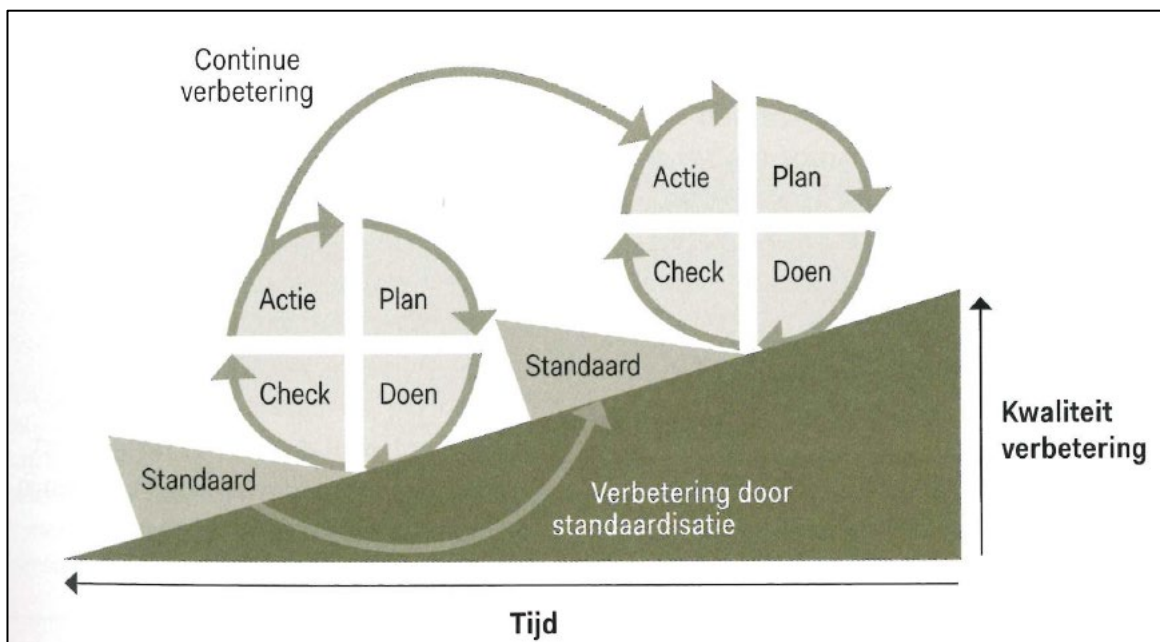 Continue
verbetering
Actie
Plan
Check
Doen
Actie
Plan
Check
Doen
Standaard
Standaard
Verbetering door
standaardisatie
Kwaliteit
verbetering
Tijd